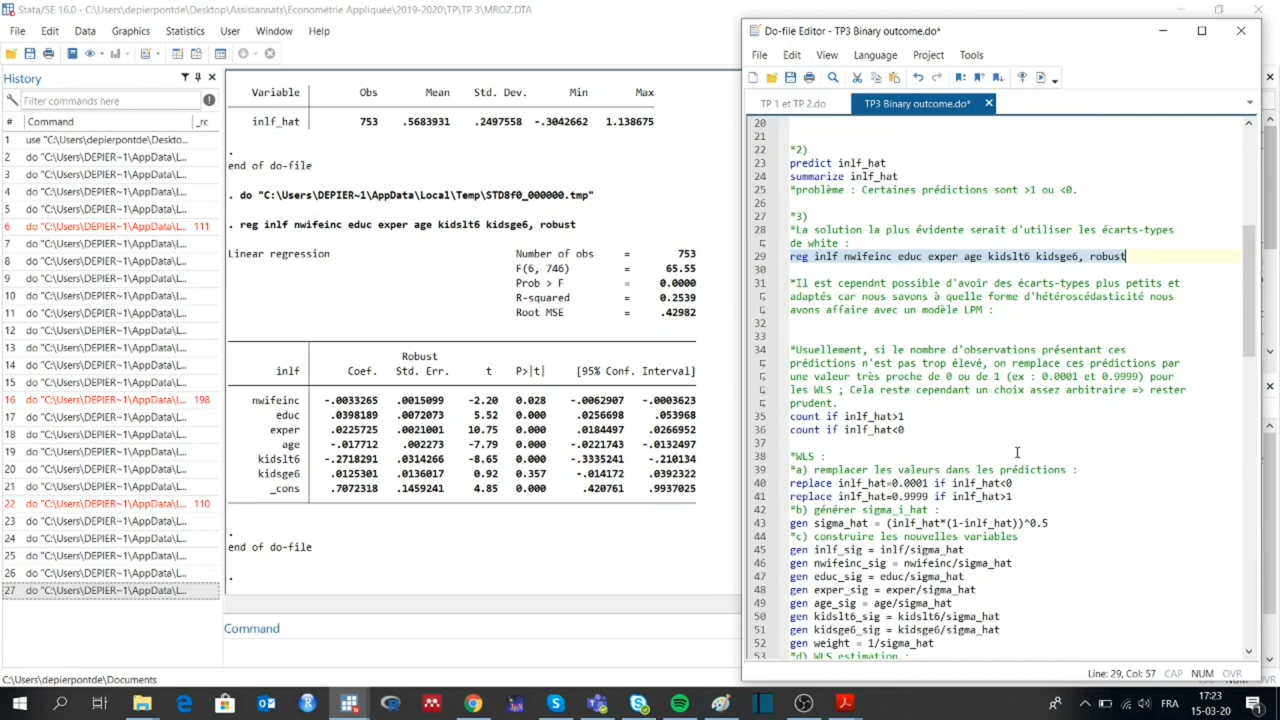 Stata/SE 16.0 - C:\Users\depierpontde\Desktop\Assistannats\Économétrie Appliquée\2019-2020\TP\TP 3\MROZ.DTA
File Edit Data Graphics Statistics User Window Help
History
Filter commands here
# Command _rc
1 use "C:\Users\depierpontde\Deskto...
2 do "C:\Users\DEPIER~1\AppData\L...
3 do "C:\Users\DEPIER~1\AppData\L...
4 do "C:\Users\DEPIER~1\AppData\L...
5 do "C:\Users\DEPIER~1\AppData\L...
6 do "C:\Users\DEPIER~1\AppData\L... 111
7 do "C:\Users\DEPIER~1\AppData\L...
8 do "C:\Users\DEPIER~1\AppData\L...
9 do "C:\Users\DEPIER~1\AppData\L...
10 do "C:\Users\DEPIER~1\AppData\L...
11 do "C:\Users\DEPIER~1\AppData\L...
12 do "C:\Users\DEPIER~1\AppData\L...
13 do "C:\Users\DEPIER~1\AppData\L...
14 do "C:\Users\DEPIER~1\AppData\L...
15 do "C:\Users\DEPIER~1\AppData\L...
16 do "C:\Users\DEPIER~1\AppData\L... 198
17 do "C:\Users\DEPIER~1\AppData\L...
18 do "C:\Users\DEPIER~1\AppData\L...
19 do "C:\Users\DEPIER~1\AppData\L...
20 do "C:\Users\DEPIER~1\AppData\L...
21 do "C:\Users\DEPIER~1\AppData\L...
22 do "C:\Users\DEPIER~1\AppData\L... 110
23 do "C:\Users\DEPIER~1\AppData\L...
24 do "C:\Users\DEPIER~1\AppData\L...
25 do "C:\Users\DEPIER~1\AppData\L...
26 do "C:\Users\DEPIER~1\AppData\L...
27 do "C:\Users\DEPIER~1\AppData\L...
Variable Obs Mean Std. Dev. Min Max
inlf_hat 753 .5683931 .2497558 -.3042662 1.138675
.
end of do-file
. do "C:\Users\DEPIER~1\AppData\Local\Temp\STD8f0_000000.tmp"
. reg inlf nwifeinc educ exper age kidslt6 kidsge6, robust
Linear regression Number of obs = 753
F(6, 746) = 65.55
Prob > F = 0.0000
R-squared = 0.2539
Root MSE = .42982
Robust
inlf Coef. Std. Err. t P>|t| [95% Conf. Interval]
nwifeinc -.0033265 .0015099 -2.20 0.028 -.0062907 -.0003623
educ .0398189 .0072073 5.52 0.000 .0256698 .053968
exper .0225725 .0021001 10.75 0.000 .0184497 .0266952
age -.017712 .002273 -7.79 0.000 -.0221743 -.0132497
kidslt6 -.2718291 .0314266 -8.65 0.000 -.3335241 -.210134
kidsge6 .0125301 .0136017 0.92 0.357 -.014172 .0392322
_cons .7072318 .1459241 4.85 0.000 .420761 .9937025
.
end of do-file
.
Command
C:\Users\depierpontde\Documents
Do-file Editor - TP3 Binary outcome.do*
File Edit View Language Project Tools
TP 1 et TP 2.do TP3 Binary outcome.do*
20
21
22 *2)
23 predict inlf_hat
24 summarize inlf_hat
25 *problème : Certaines prédictions sont >1 ou <0.
26
27 *3)
28 *La solution la plus évidente serait d'utiliser les écarts-types
de white :
29 reg inlf nwifeinc educ exper age kidslt6 kidsge6, robust
30
31 *Il est cependnt possible d'avoir des écarts-types plus petits et
adaptés car nous savons à quelle forme d'hétéroscédasticité nous
avons affaire avec un modèle LPM :
32
33
34 *Usuellement, si le nombre d'observations présentant ces
prédictions n'est pas trop élevé, on remplace ces prédictions par
une valeur très proche de 0 ou de 1 (ex : 0.0001 et 0.9999) pour
les WLS ; Cela reste cependant un choix assez arbitraire => rester
prudent.
35 count if inlf_hat>1
36 count if inlf_hat<0
37
38 *WLS :
39 *a) remplacer les valeurs dans les prédictions :
40 replace inlf_hat=0.0001 if inlf_hat<0
41 replace inlf_hat=0.9999 if inlf_hat>1
42 *b) générer sigma_i_hat :
43 gen sigma_hat = (inlf_hat*(1-inlf_hat))^0.5
44 *c) construire les nouvelles variables
45 gen inlf_sig = inlf/sigma_hat
46 gen nwifeinc_sig = nwifeinc/sigma_hat
47 gen educ_sig = educ/sigma_hat
48 gen exper_sig = exper/sigma_hat
49 gen age_sig = age/sigma_hat
50 gen kidslt6_sig = kidslt6/sigma_hat
51 gen kidsge6_sig = kidsge6/sigma_hat
52 gen weight = 1/sigma_hat
53 *d) WLS estimation :
Line: 29, Col: 57 CAP NUM OVR
FRA
17:23
15-03-20